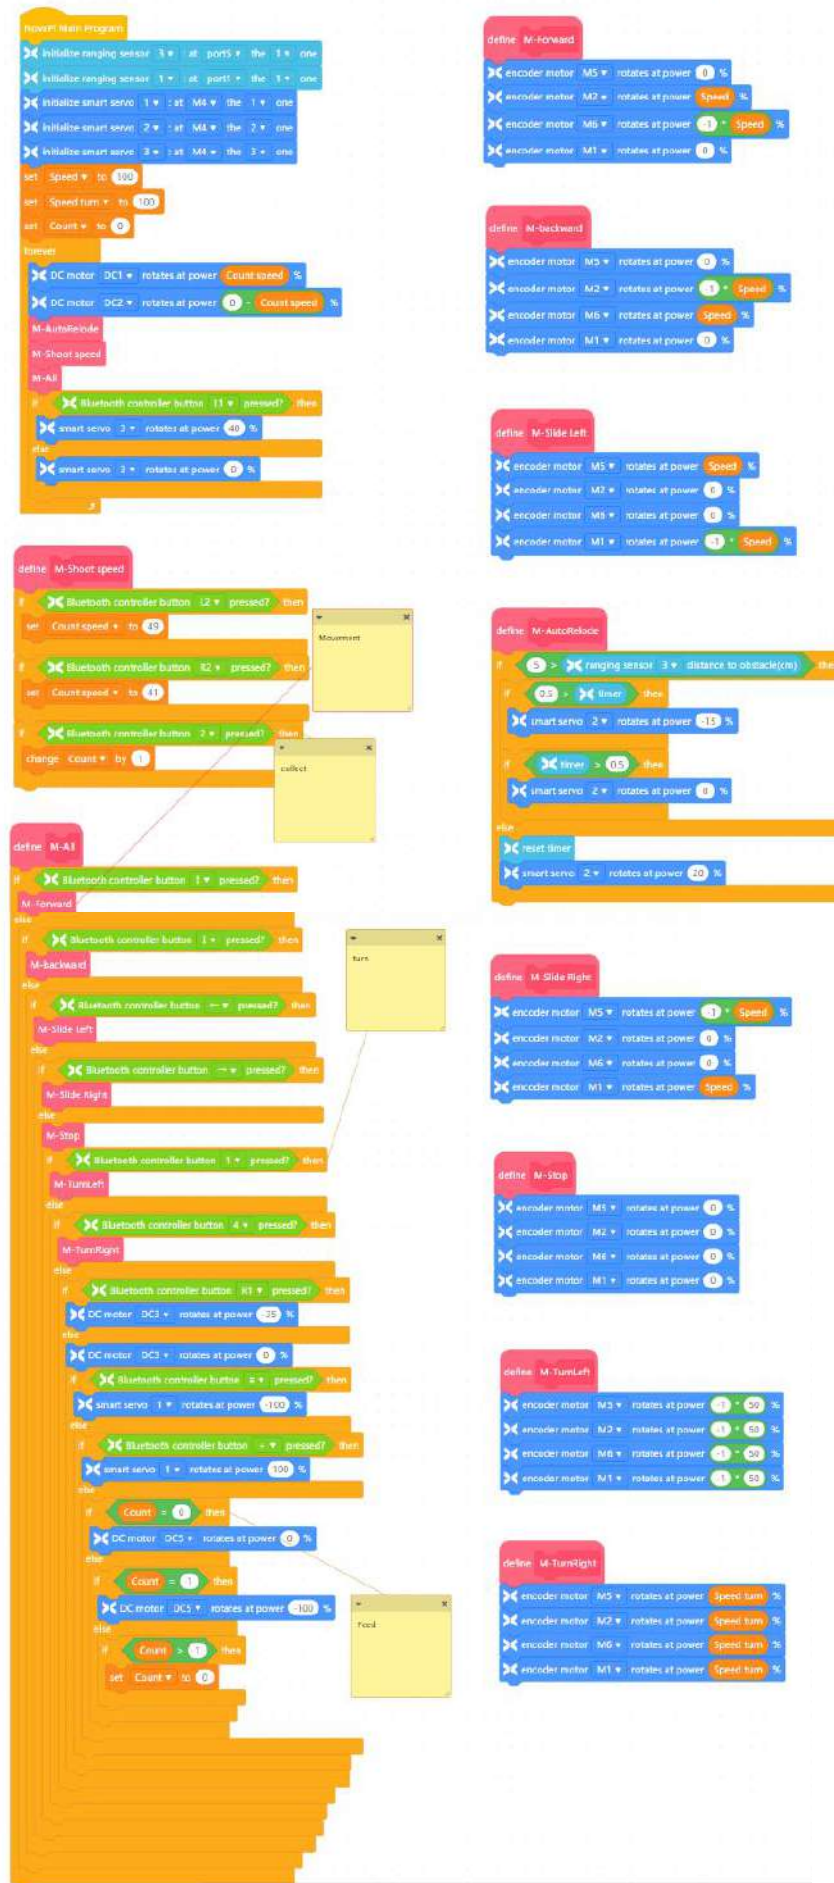 NovaPi Main Program
initialize ranging sensor 3 : at port5 the 1 one
initialize ranging sensor 1 : at port1 the 1 one
initialize smart servo 1 : at M4 the 1 one
initialize smart servo 2 : at M4 the 2 one
initialize smart servo 3 : at M4 the 3 one
set Speed to 100
set Speed turn to 100
set Count to 0
forever
DC motor DC1 rotates at power Count speed %
DC motor DC2 rotates at power 0 - Count speed %
M-AutoRelode
M-Shoot speed
M-All
if Bluetooth controller button L1 pressed? then
smart servo 3 rotates at power 40 %
else
smart servo 3 rotates at power 0 %
define M-Shoot speed
if Bluetooth controller button L2 pressed? then
set Count speed to 49
if Bluetooth controller button R2 pressed? then
set Count speed to 41
if Bluetooth controller button 2 pressed? then
change Count by 1
Movement
collect
define M-All
if Bluetooth controller button pressed? then
M-Forward
else
if Bluetooth controller button pressed? then
M-backward
else
if Bluetooth controller button ← pressed? then
M-Slide Left
else
if Bluetooth controller button → pressed? then
M-Slide Right
else
M-Stop
if Bluetooth controller button 1 pressed? then
M-TurnLeft
else
if Bluetooth controller button 4 pressed? then
M-TurnRight
else
if Bluetooth controller button R1 pressed? then
DC motor DC3 rotates at power %
else
DC motor DC3 rotates at power 0 %
if Bluetooth controller button pressed? then
smart servo 1 rotates at power -100 %
else
if Bluetooth controller button pressed? then
smart servo 1 rotates at power 100 %
else
if Count = 0 then
DC motor DC5 rotates at power 0 %
else
if Count = 1 then
DC motor DC5 rotates at power -100 %
else
if Count > 1 then
set Count to 0
turn
Feed
define M-Forward
encoder motor M5 rotates at power 0 %
encoder motor M2 rotates at power Speed %
encoder motor M6 rotates at power -1 * Speed %
encoder motor M1 rotates at power 0 %
define M-backward
encoder motor M5 rotates at power 0 %
encoder motor M2 rotates at power -1 * Speed %
encoder motor M6 rotates at power Speed %
encoder motor M1 rotates at power 0 %
define M-Slide Left
encoder motor M5 rotates at power Speed %
encoder motor M2 rotates at power 0 %
encoder motor M6 rotates at power 0 %
encoder motor M1 rotates at power -1 * Speed %
define M-AutoRelode
if 5 > ranging sensor 3 distance to obstacle(cm) then
if 0.5 > timer then
smart servo 2 rotates at power -15 %
if timer > 0.5 then
smart servo 2 rotates at power 0 %
else
reset timer
smart servo 2 rotates at power 20 %
define M-Slide Right
encoder motor M5 rotates at power -1 * Speed %
encoder motor M2 rotates at power 0 %
encoder motor M6 rotates at power 0 %
encoder motor M1 rotates at power Speed %
define M-Stop
encoder motor M5 rotates at power 0 %
encoder motor M2 rotates at power 0 %
encoder motor M6 rotates at power 0 %
encoder motor M1 rotates at power 0 %
define M-TurnLeft
encoder motor M5 rotates at power -1 * 50 %
encoder motor M2 rotates at power -1 * 50 %
encoder motor M6 rotates at power -1 * 50 %
encoder motor M1 rotates at power -1 * 50 %
define M-TurnRight
encoder motor M5 rotates at power Speed turn %
encoder motor M2 rotates at power Speed turn %
encoder motor M6 rotates at power Speed turn %
encoder motor M1 rotates at power Speed turn %